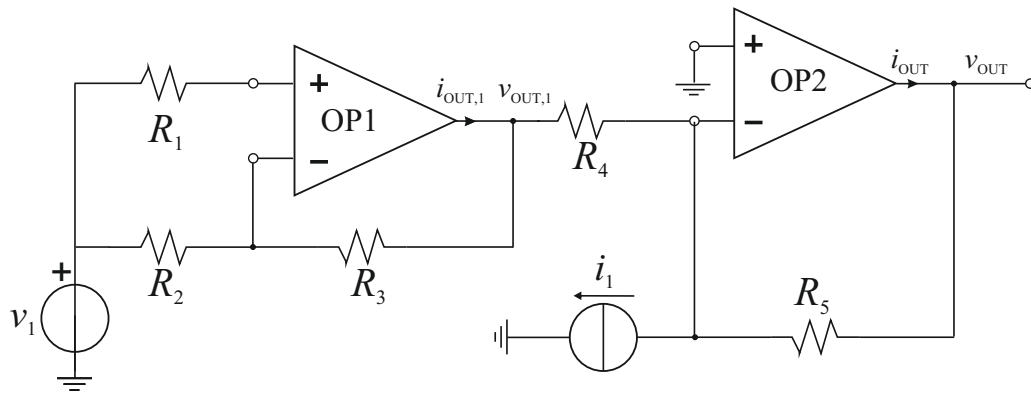 +
OP2
−
i_OUT
v_OUT
R_1
+
OP1
−
i_OUT,1
v_OUT,1
R_4
R_2
R_3
+
v_1
i_1
R_5